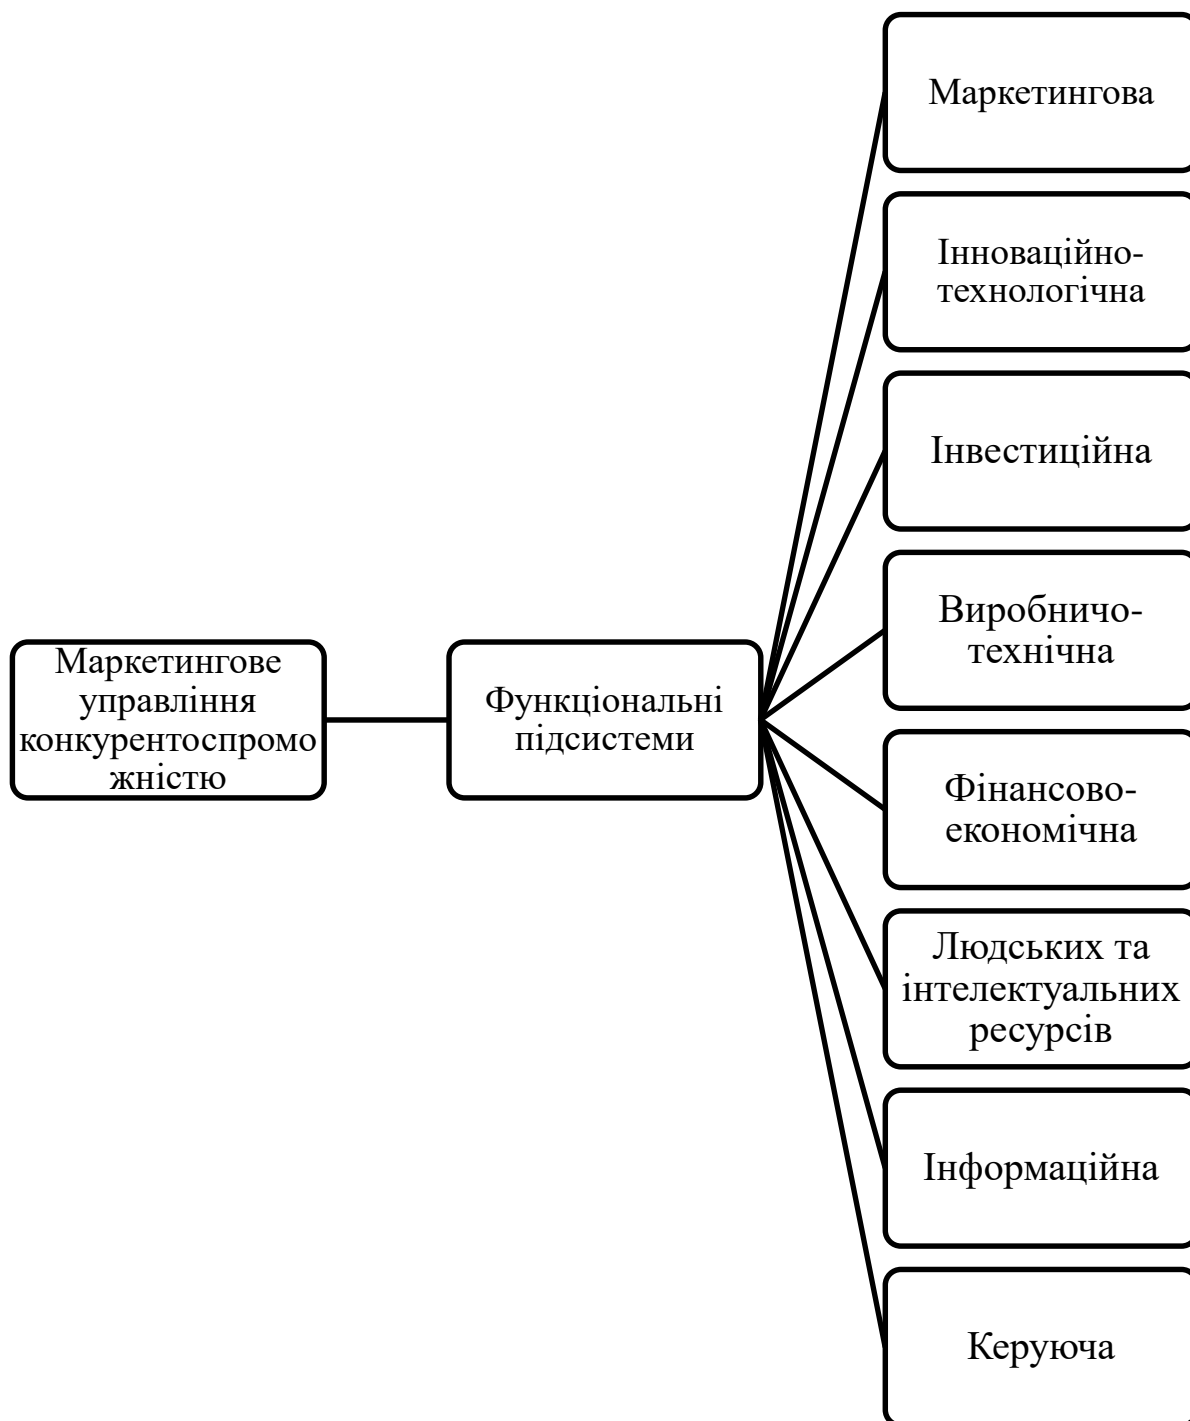 Маркетингове
управління
конкурентоспромо
жністю
Функціональні
підсистеми
Маркетингова
Інноваційно-
технологічна
Інвестиційна
Виробничо-
технічна
Фінансово-
економічна
Людських та
інтелектуальних
ресурсів
Інформаційна
Керуюча